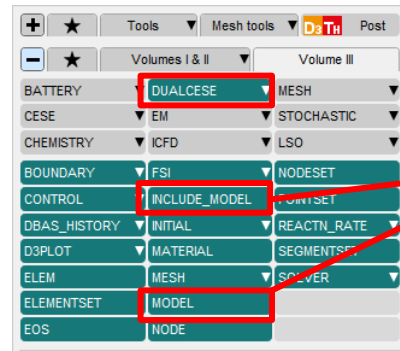 + ★ Tools ▼ Mesh tools ▼ D3 TH Post
− ★ Volumes I & II ▼ Volume III
BATTERY ▼ DUALCESE ▼ MESH ▼
CESE ▼ EM ▼ STOCHASTIC ▼
CHEMISTRY ▼ ICFD ▼ LSO ▼
BOUNDARY ▼ FSI ▼ NODESET
CONTROL ▼ INCLUDE_MODEL POINTSET
DBAS_HISTORY ▼ INITIAL ▼ REACTN_RATE ▼
D3PLOT ▼ MATERIAL SEGMENTSET
ELEM MESH ▼ SOLVER ▼
ELEMENTSET MODEL
EOS NODE